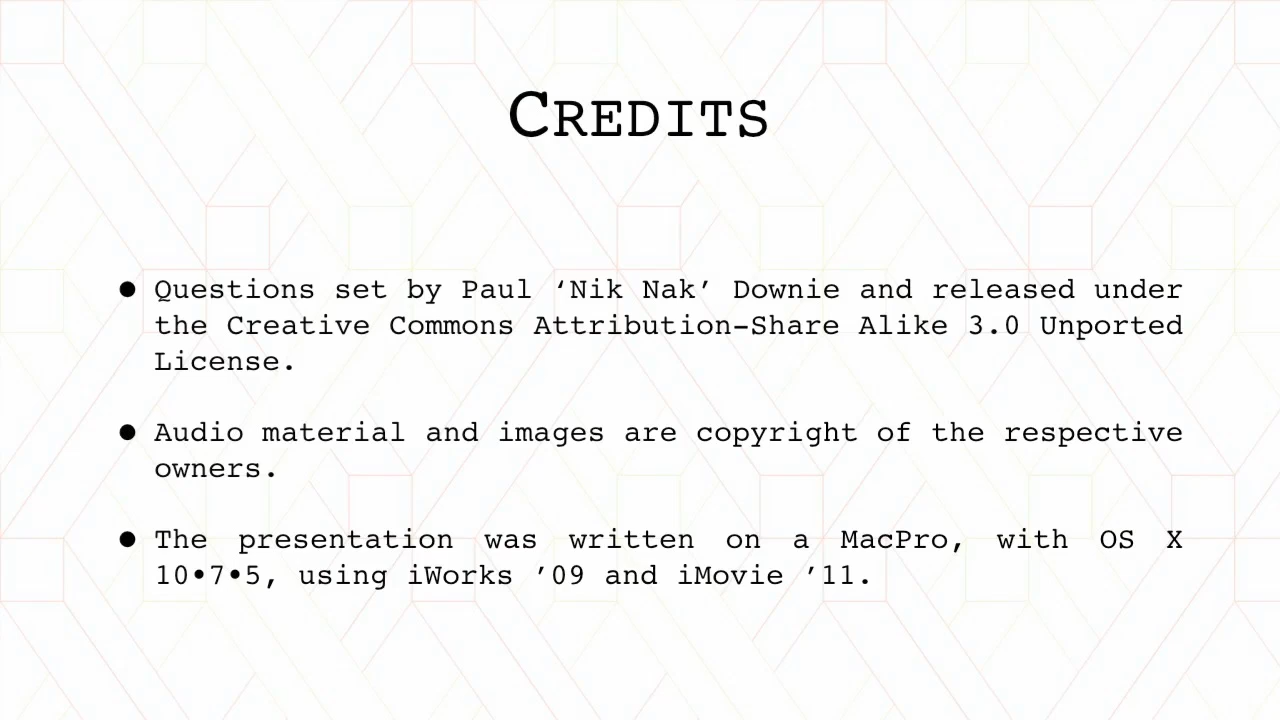 Credits
• Questions set by Paul ‘Nik Nak’ Downie and released under
the Creative Commons Attribution-Share Alike 3.0 Unported
License.
• Audio material and images are copyright of the respective
owners.
• The presentation was written on a MacPro, with OS X
10•7•5, using iWorks ’09 and iMovie ’11.